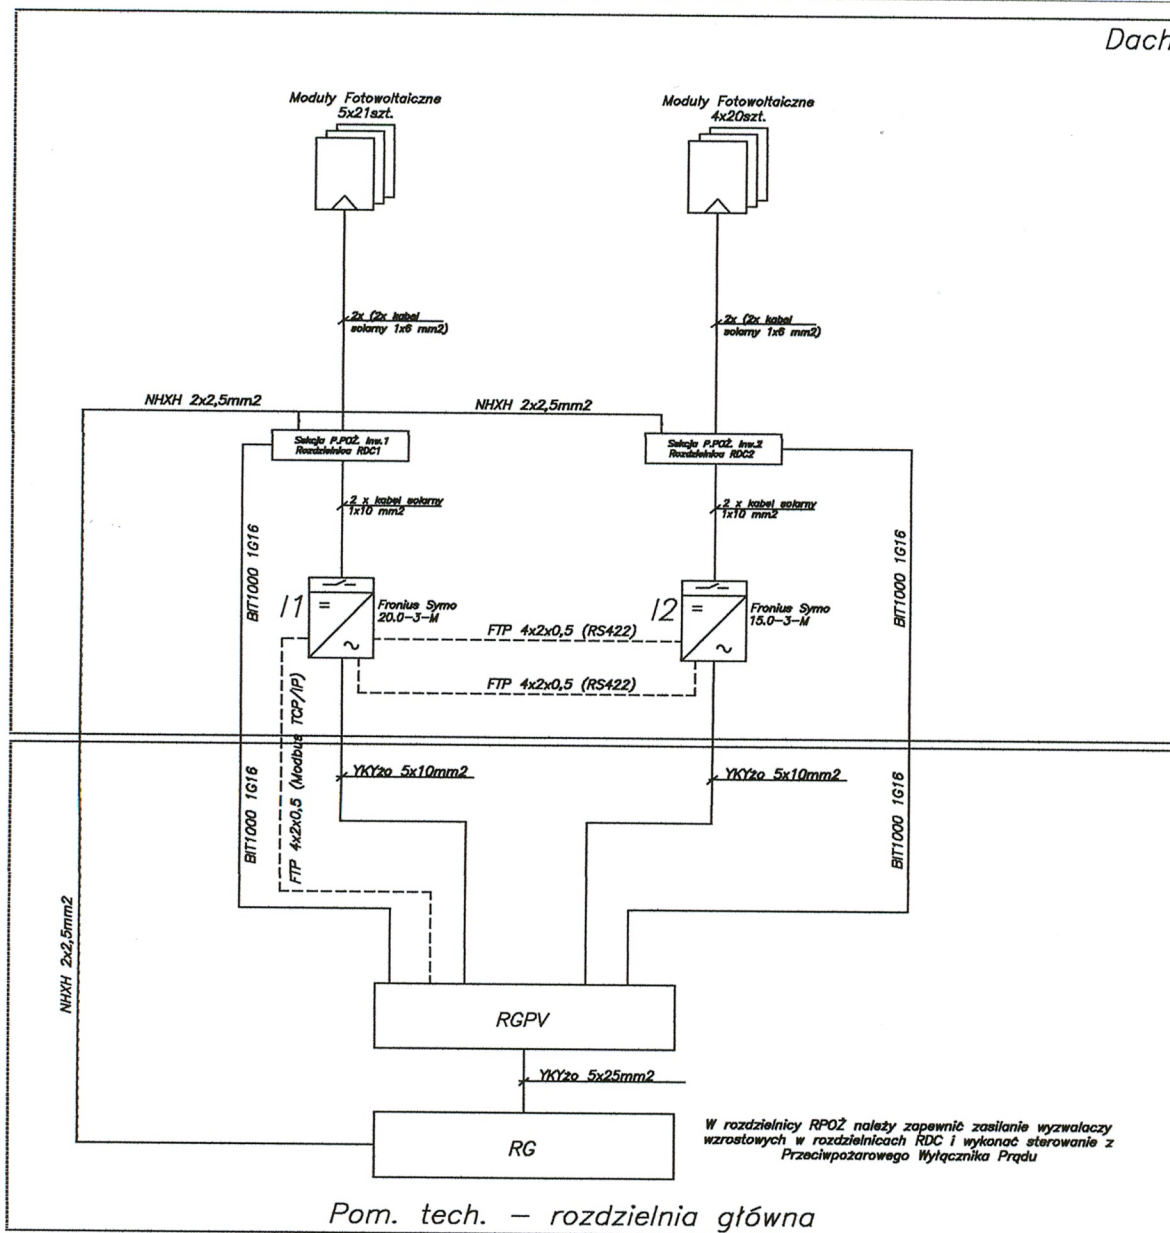 Dach
Moduły Fotowoltaiczne
5x21szt.
Moduły Fotowoltaiczne
4x20szt.
2x (2x kabel
solarny 1x6 mm2)
2x (2x kabel
solarny 1x6 mm2)
NHXH 2x2,5mm2
NHXH 2x2,5mm2
Sekcja P.POŻ. Inw.1
Rozdzielnica RDC1
Sekcja P.POŻ. Inw.2
Rozdzielnica RDC2
2 x kabel solarny
1x10 mm2
2 x kabel solarny
1x10 mm2
BIT1000 1G16
BIT1000 1G16
I1
=
~
Fronius Symo
20.0-3-M
I2
=
~
Fronius Symo
15.0-3-M
FTP 4x2x0,5 (RS422)
FTP 4x2x0,5 (RS422)
FTP 4x2x0,5 (Modbus TCP/IP)
YKYżo 5x10mm2
YKYżo 5x10mm2
BIT1000 1G16
BIT1000 1G16
NHXH 2x2,5mm2
RGPV
YKYżo 5x25mm2
RG
W rozdzielnicy RPOŻ należy zapewnić zasilanie wyzwalaczy
wzrostowych w rozdzielnicach RDC i wykonać sterowanie z
Przeciwpożarowego Wyłącznika Prądu
Pom. tech. – rozdzielnia główna